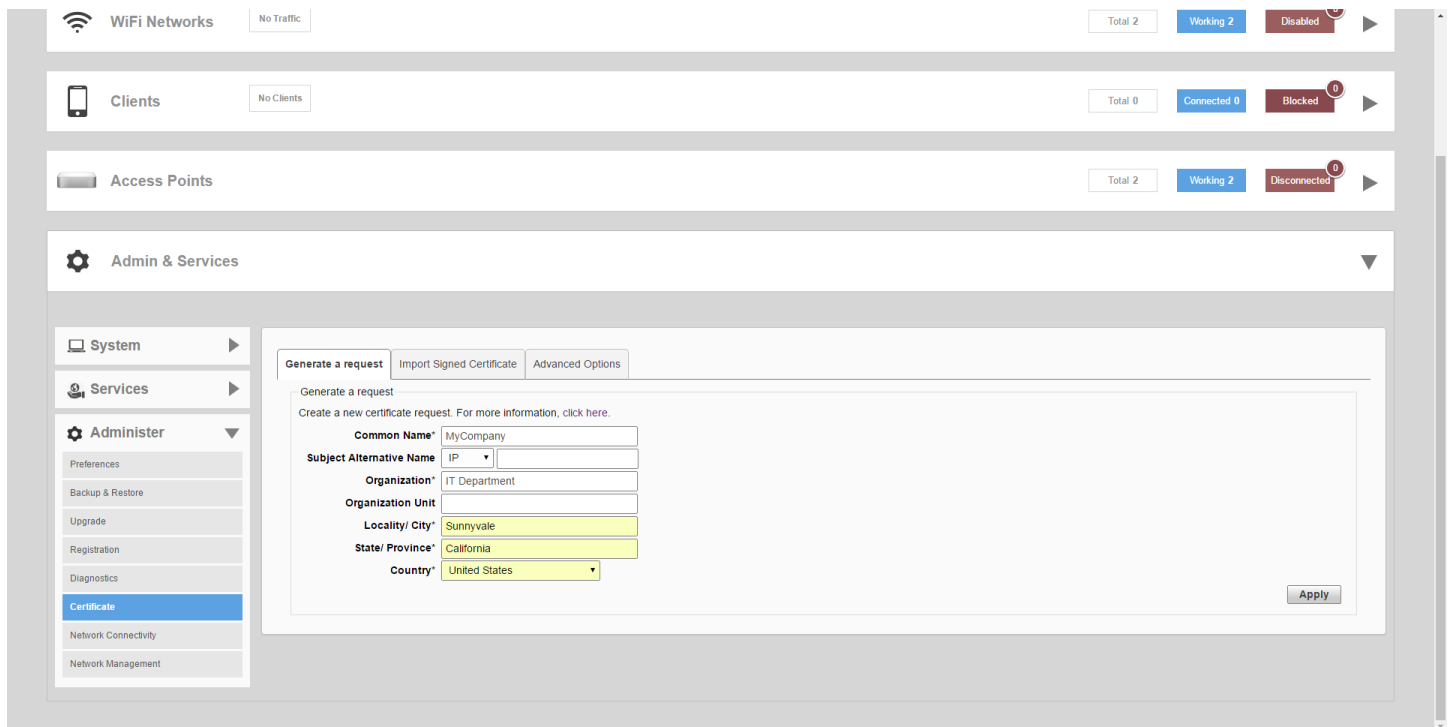 WiFi Networks No Traffic Total 2 Working 2 Disabled 0
Clients No Clients Total 0 Connected 0 Blocked 0
Access Points Total 2 Working 2 Disconnected 0
Admin & Services
System
Services
Administer
Preferences
Backup & Restore
Upgrade
Registration
Diagnostics
Certificate
Network Connectivity
Network Management
Generate a request Import Signed Certificate Advanced Options
Generate a request
Create a new certificate request. For more information, click here.
Common Name* MyCompany
Subject Alternative Name IP
Organization* IT Department
Organization Unit
Locality/ City* Sunnyvale
State/ Province* California
Country* United States
Apply